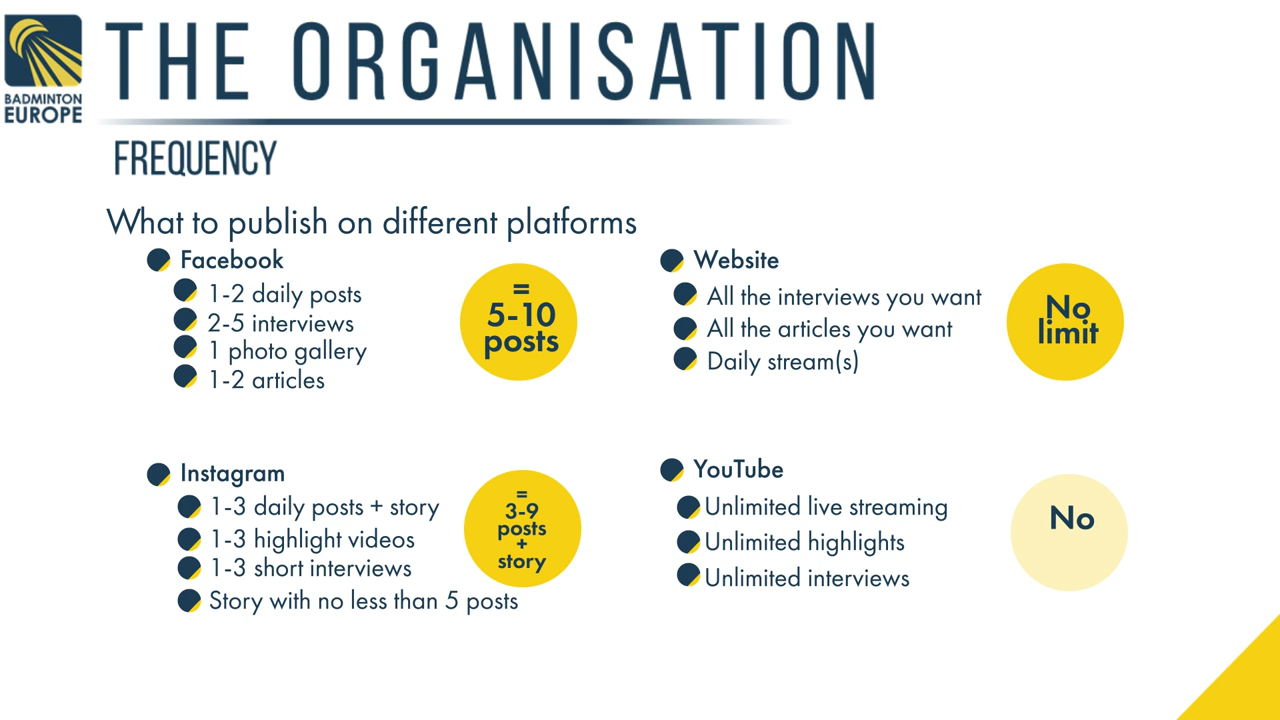 THE ORGANISATION
BADMINTON
EUROPE
FREQUENCY
What to publish on different platforms
Facebook
1-2 daily posts
2-5 interviews
1 photo gallery
1-2 articles
=
5-10
posts
Website
All the interviews you want
All the articles you want
Daily stream(s)
No
limit
Instagram
1-3 daily posts + story
1-3 highlight videos
1-3 short interviews
Story with no less than 5 posts
=
3-9
posts
+
story
YouTube
Unlimited live streaming
Unlimited highlights
Unlimited interviews
No